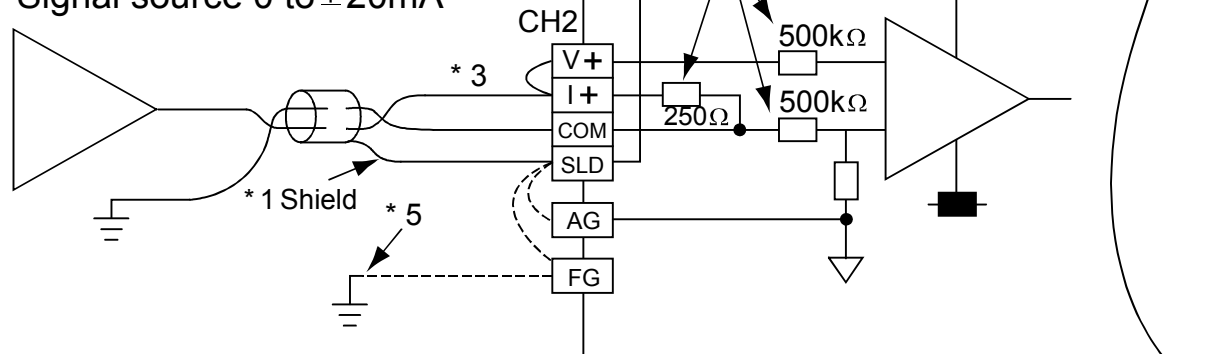 Signal source 0 to ±20mA
CH2
V+
I+
COM
SLD
AG
FG
* 3
* 1 Shield
* 5
250Ω
500kΩ
500kΩ